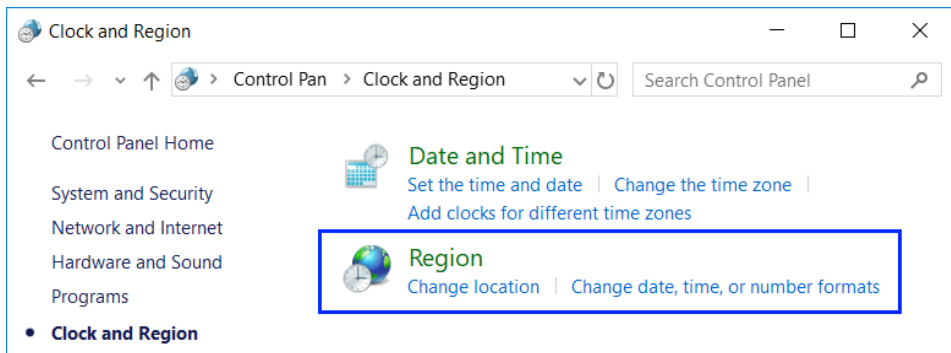 Clock and Region
Control Pan > Clock and Region
Search Control Panel
Control Panel Home
System and Security
Network and Internet
Hardware and Sound
Programs
• Clock and Region
Date and Time
Set the time and date | Change the time zone |
Add clocks for different time zones
Region
Change location | Change date, time, or number formats